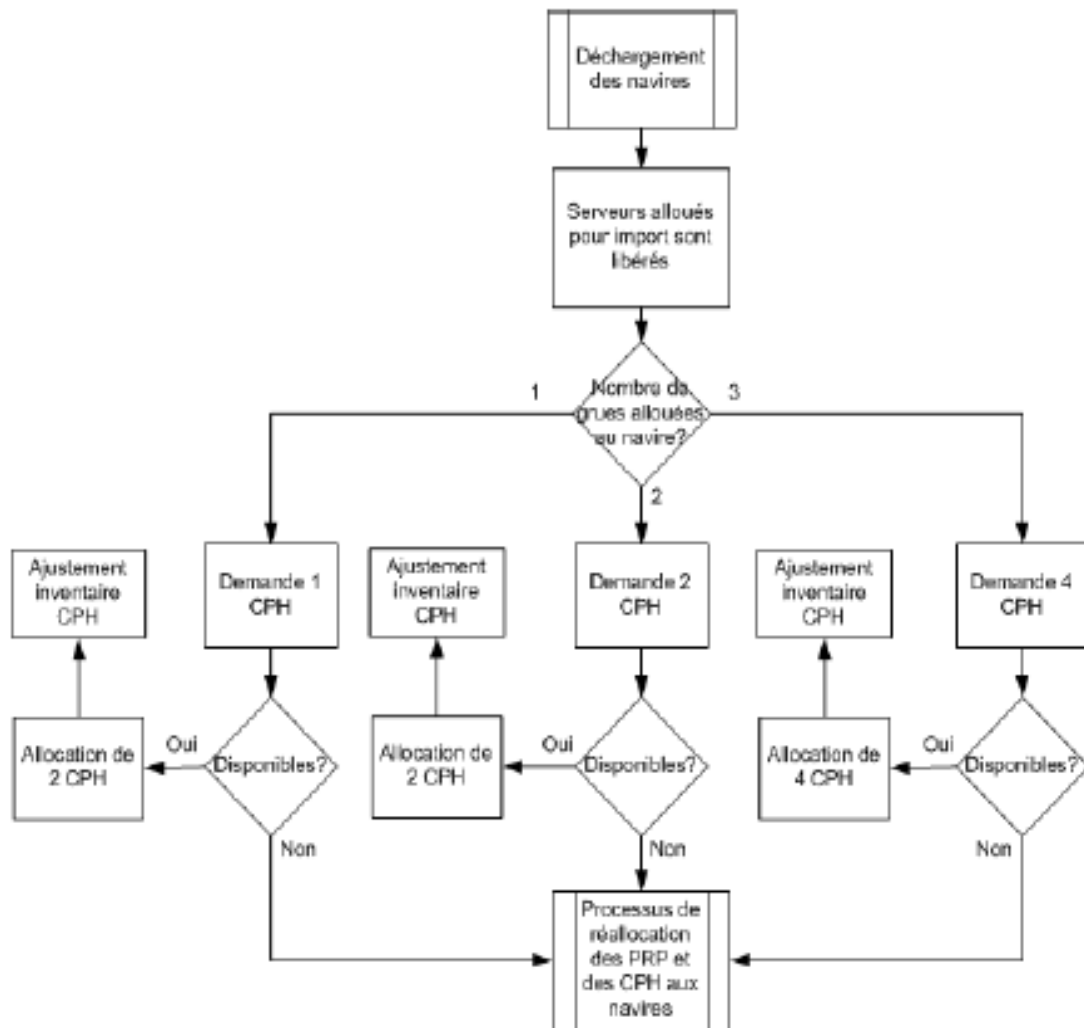 Déchargement
des navires
Serveurs alloués
pour import sont
libérés
Nombre de
grues allouées
au navire?
1
3
2
Ajustement
inventaire
CPH
Demande 1
CPH
Ajustement
inventaire
CPH
Demande 2
CPH
Ajustement
inventaire
CPH
Demande 4
CPH
Allocation de
2 CPH
Oui
Disponibles?
Allocation de
2 CPH
Oui
Disponibles?
Allocation de
4 CPH
Oui
Disponibles?
Non
Non
Non
Processus de
réallocation
des PRP et
des CPH aux
navires